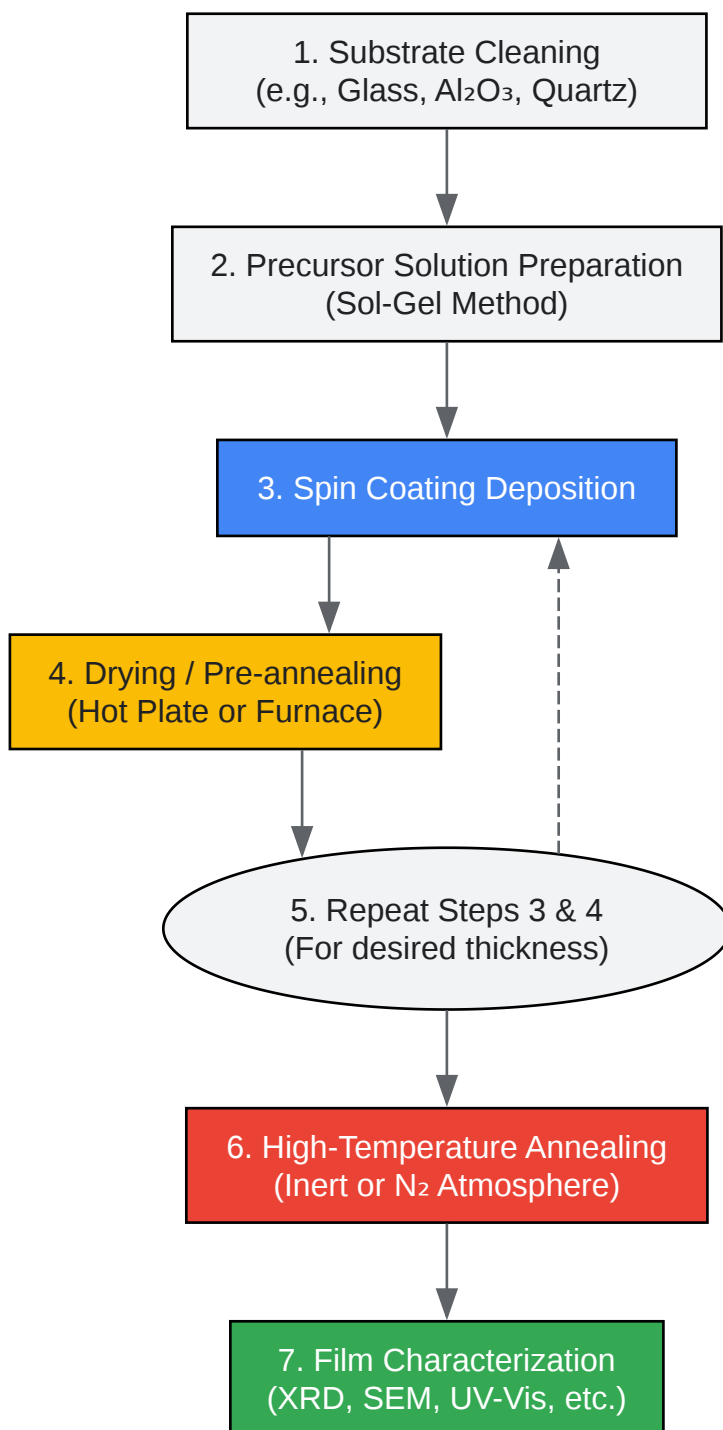 1. Substrate Cleaning
(e.g., Glass, Al₂O₃, Quartz)
2. Precursor Solution Preparation
(Sol-Gel Method)
3. Spin Coating Deposition
4. Drying / Pre-annealing
(Hot Plate or Furnace)
5. Repeat Steps 3 & 4
(For desired thickness)
6. High-Temperature Annealing
(Inert or N₂ Atmosphere)
7. Film Characterization
(XRD, SEM, UV-Vis, etc.)